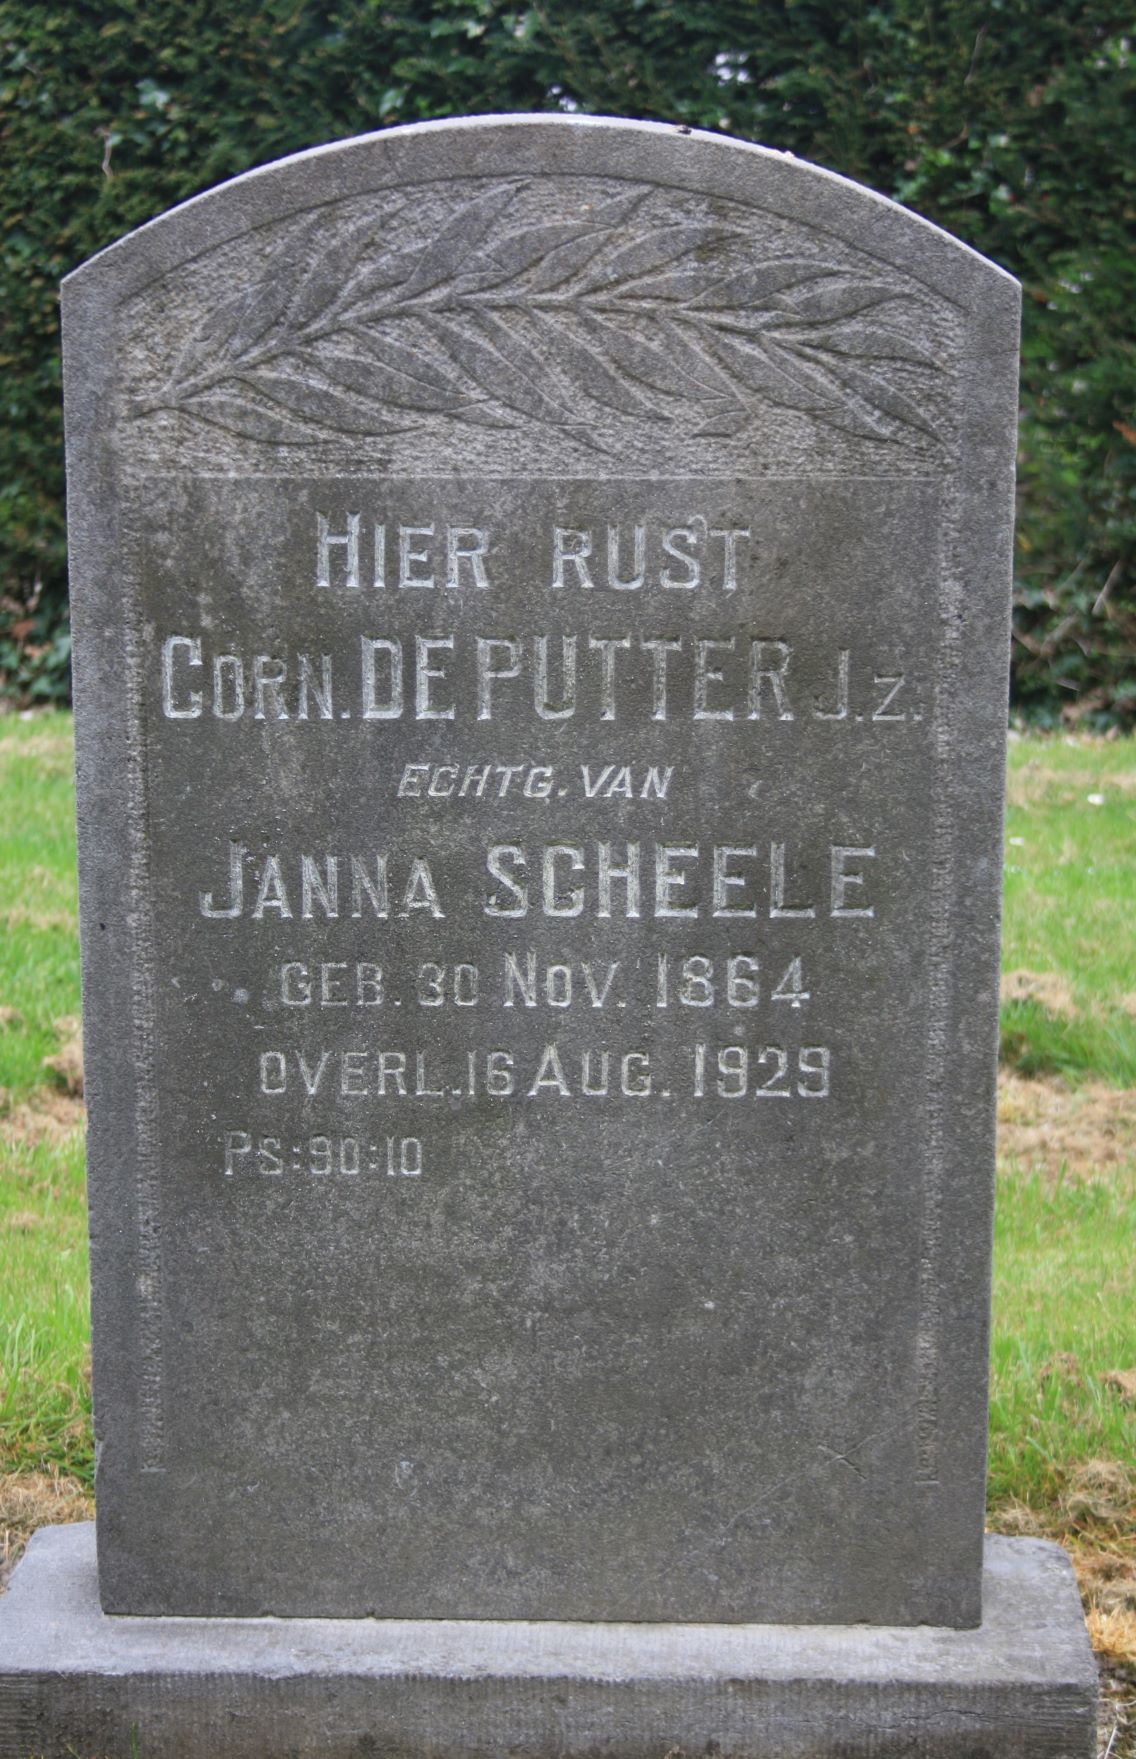 HIER RUST
CORN. DE PUTTER J.z.
ECHTG. VAN
JANNA SCHEELE
GEB. 30 NOV. 1864
OVERL. 16 AUG. 1929
PS: 90: 10